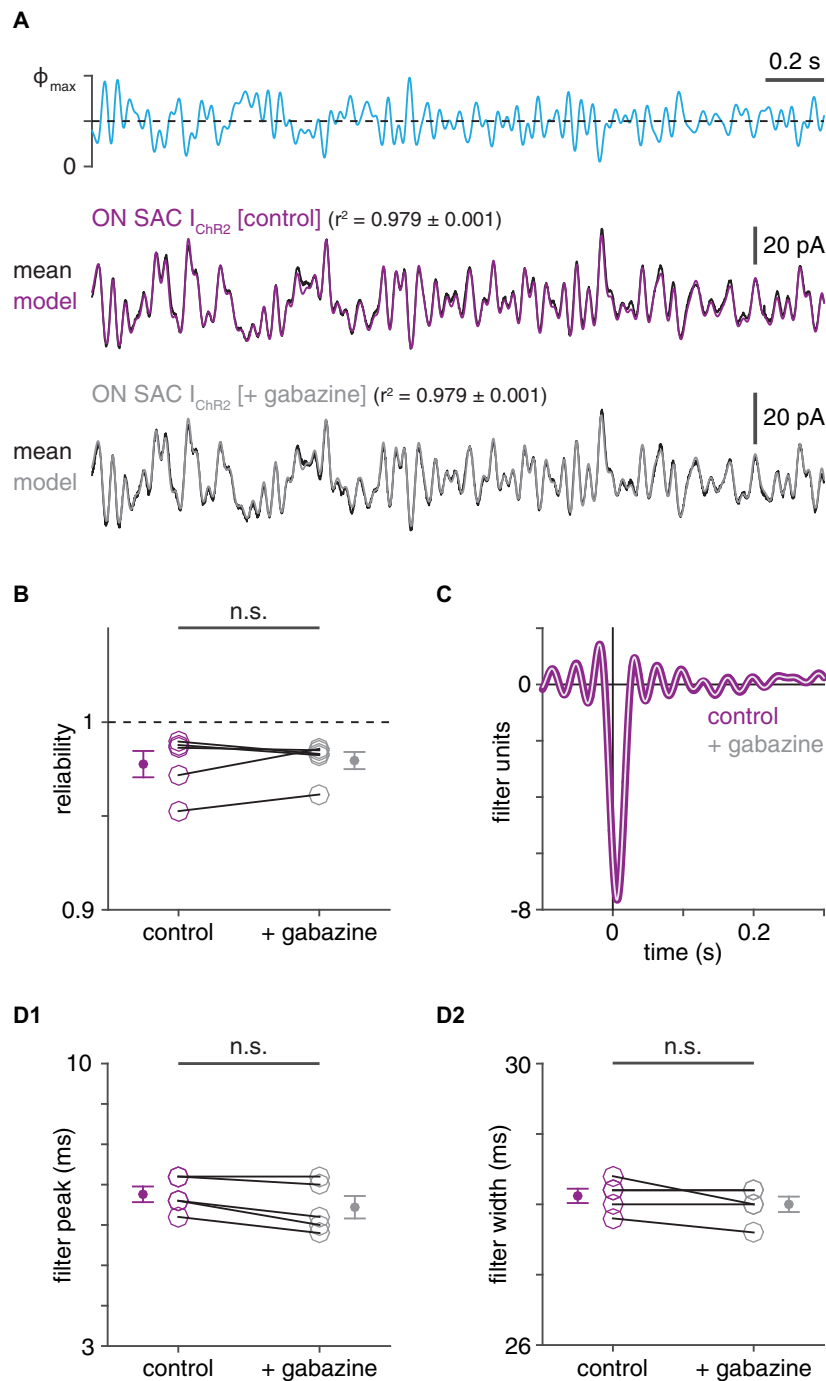 A
0.2 s
ϕmax
0
ON SAC IChR2 [control] (r² = 0.979 ± 0.001)
20 pA
mean
model
ON SAC IChR2 [+ gabazine] (r² = 0.979 ± 0.001)
20 pA
mean
model
B
n.s.
1
reliability
0.9
control
+ gabazine
C
0
control
+ gabazine
filter units
-8
0
0.2
time (s)
D1
n.s.
10
filter peak (ms)
3
control
+ gabazine
D2
n.s.
30
filter width (ms)
26
control
+ gabazine